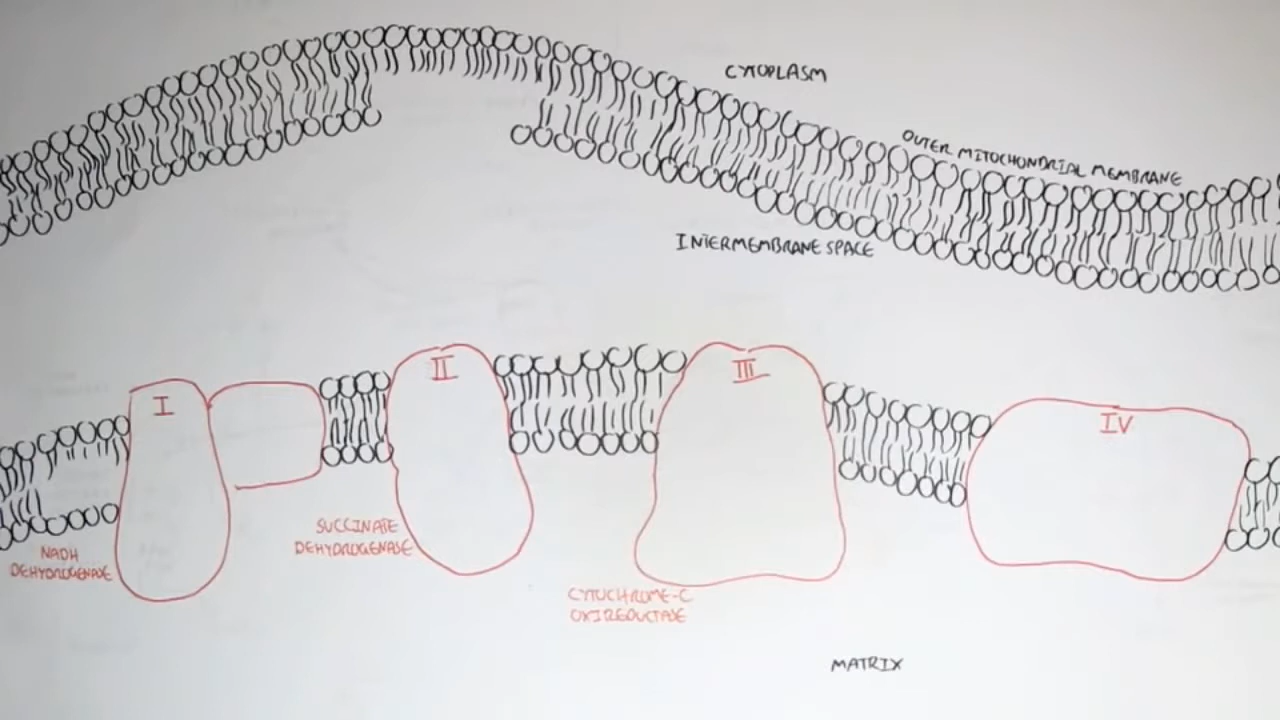 CYTOPLASM
OUTER MITOCHONDRIAL MEMBRANE
INTERMEMBRANE SPACE
I
II
III
IV
NADH
DEHYDROGENASE
SUCCINATE
DEHYDROGENASE
CYTOCHROME-C
OXIREDUCTASE
MATRIX